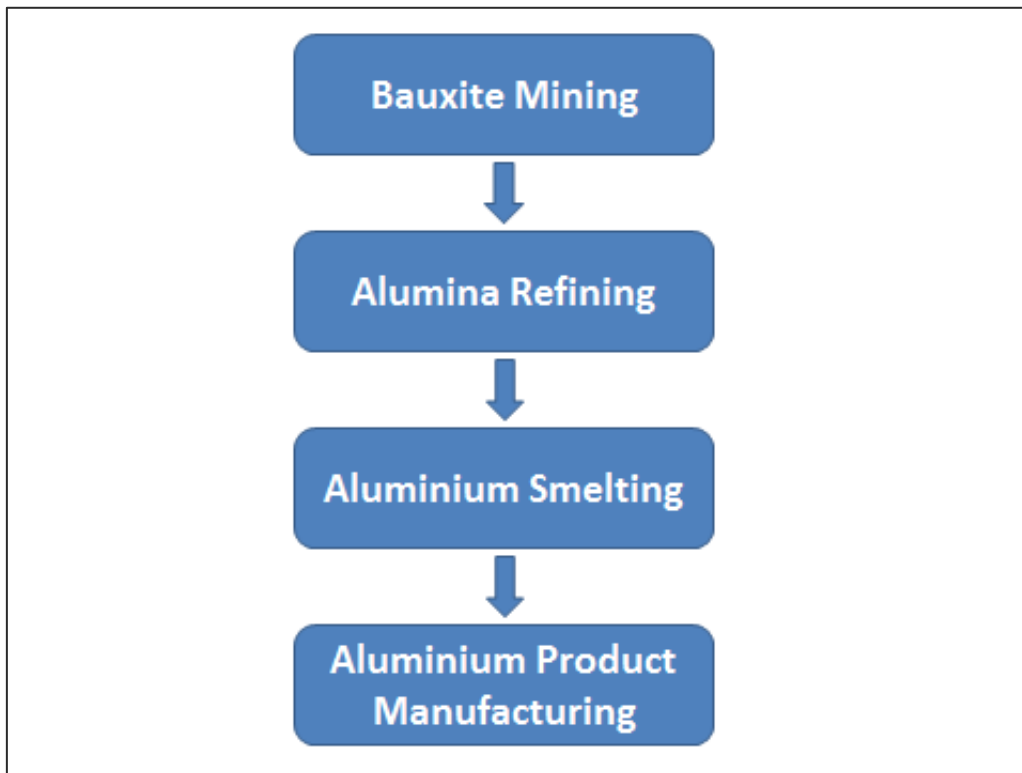 Bauxite Mining
Alumina Refining
Aluminium Smelting
Aluminium Product
Manufacturing